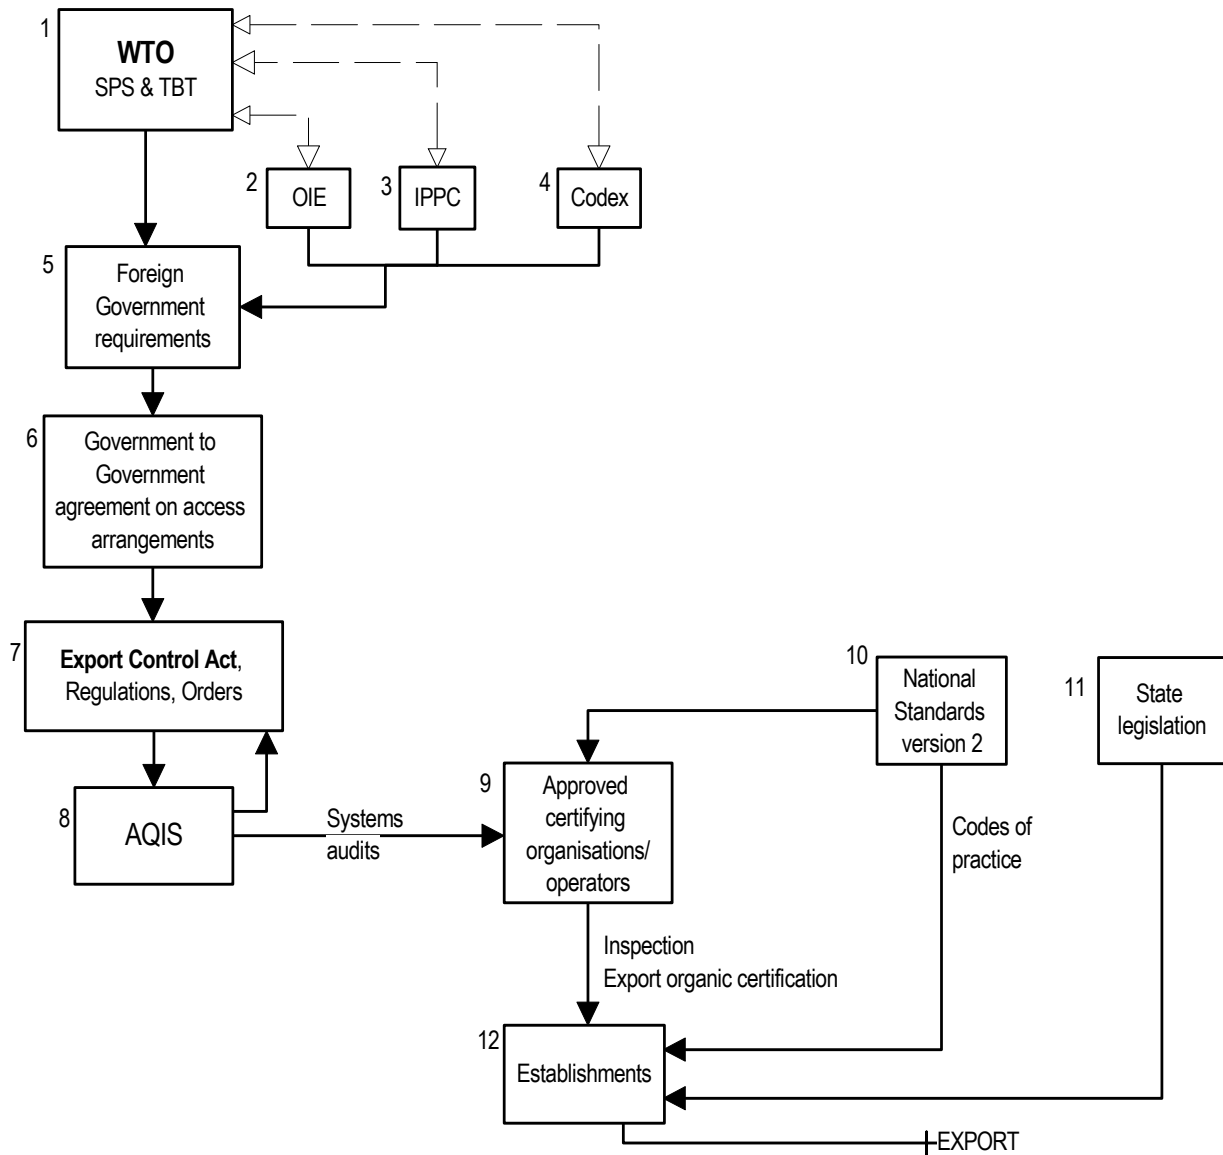 1
WTO
SPS & TBT
2
OIE
3
IPPC
4
Codex
5
Foreign
Government
requirements
6
Government to
Government
agreement on access
arrangements
7
Export Control Act,
Regulations, Orders
8
AQIS
Systems
audits
9
Approved
certifying
organisations/
operators
10
National
Standards
version 2
11
State
legislation
Codes of
practice
Inspection
Export organic certification
12
Establishments
EXPORT